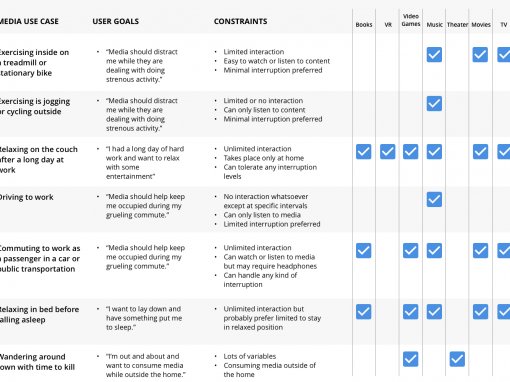 MEDIA USE CASE USER GOALS CONSTRAINTS Books VR Video Games Music Theater Movies TV
Exercising inside on
a treadmill or
stationary bike
• "Media should distract
me while they are
dealing with doing
strenous activity."
• Limited interaction
• Easy to watch or listen to content
• Minimal interruption preferred
Exercising is jogging
or cycling outside
• "Media should distract
me while they are
dealing with doing
strenous activity."
• Limited or no interaction
• Can only listen to content
• Minimal interruption preferred
Relaxing on the couch
after a long day at
work
• "I had a long day of hard
work and want to relax
with some
entertainment"
• Unlimited interaction
• Takes place only at home
• Can tolerate any interruption
levels
Driving to work
• "Media should help keep
me occupied during my
grueling commute."
• No interaction whatsoever
except at specific intervals
• Can only listen to media
• Limited interruption preferred
Commuting to work as
a passenger in a car or
public transportation
• "Media should help keep
me occupied during my
grueling commute."
• Unlimited interaction
• Can watch or listen to media
but may require headphones
• Can handle any kind of
interruption
Relaxing in bed before
falling asleep
• "I want to lay down and
have something put me
to sleep."
• Unlimited interaction but
probably prefer limited to stay
in relaxed position
Wandering around
town with time to kill
• "I'm out and about and
want to consume media
while outside the home."
• Lots of variables
• Consuming media outside of
the home